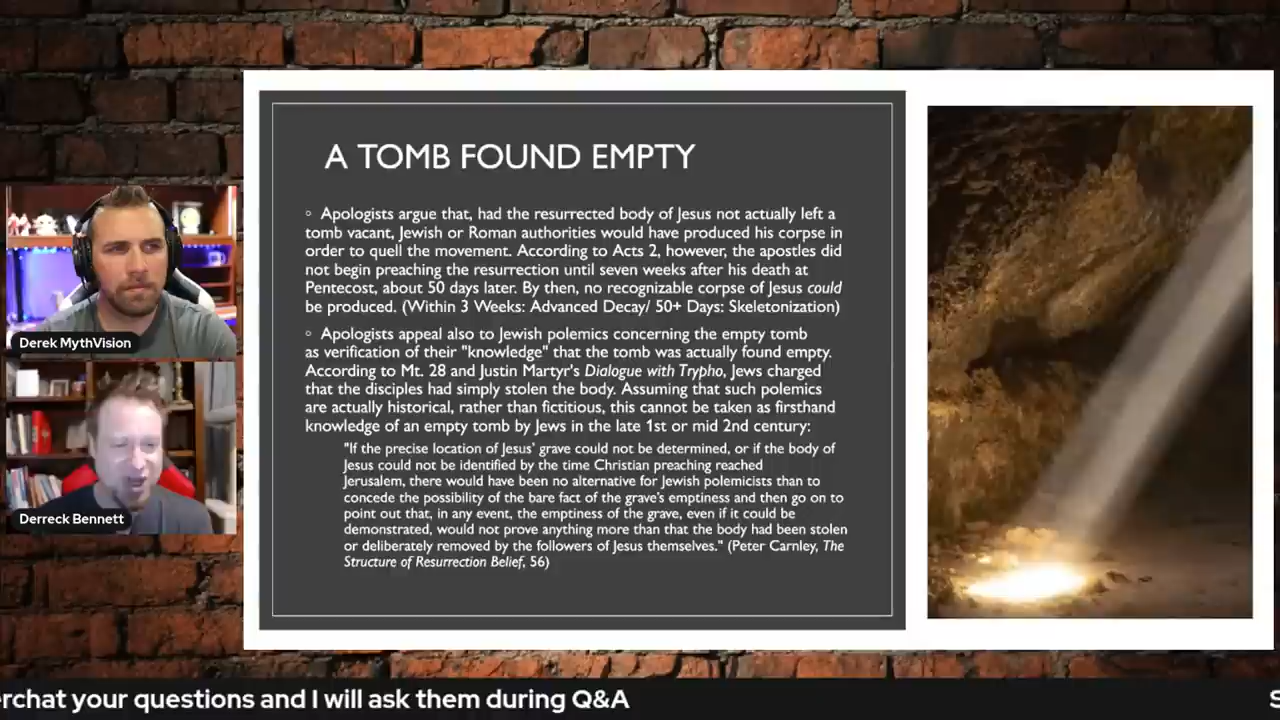 A TOMB FOUND EMPTY
◦ Apologists argue that, had the resurrected body of Jesus not actually left a
tomb vacant, Jewish or Roman authorities would have produced his corpse in
order to quell the movement. According to Acts 2, however, the apostles did
not begin preaching the resurrection until seven weeks after his death at
Pentecost, about 50 days later. By then, no recognizable corpse of Jesus could
be produced. (Within 3 Weeks: Advanced Decay/ 50+ Days: Skeletonization)
◦ Apologists appeal also to Jewish polemics concerning the empty tomb
as verification of their "knowledge" that the tomb was actually found empty.
According to Mt. 28 and Justin Martyr's Dialogue with Trypho, Jews charged
that the disciples had simply stolen the body. Assuming that such polemics
are actually historical, rather than fictitious, this cannot be taken as firsthand
knowledge of an empty tomb by Jews in the late 1st or mid 2nd century:
"If the precise location of Jesus' grave could not be determined, or if the body of
Jesus could not be identified by the time Christian preaching reached
Jerusalem, there would have been no alternative for Jewish polemicists than to
concede the possibility of the bare fact of the grave's emptiness and then go on to
point out that, in any event, the emptiness of the grave, even if it could be
demonstrated, would not prove anything more than that the body had been stolen
or deliberately removed by the followers of Jesus themselves." (Peter Carnley, The
Structure of Resurrection Belief, 56)
Derek MythVision
Derreck Bennett
erchat your questions and I will ask them during Q&A
S